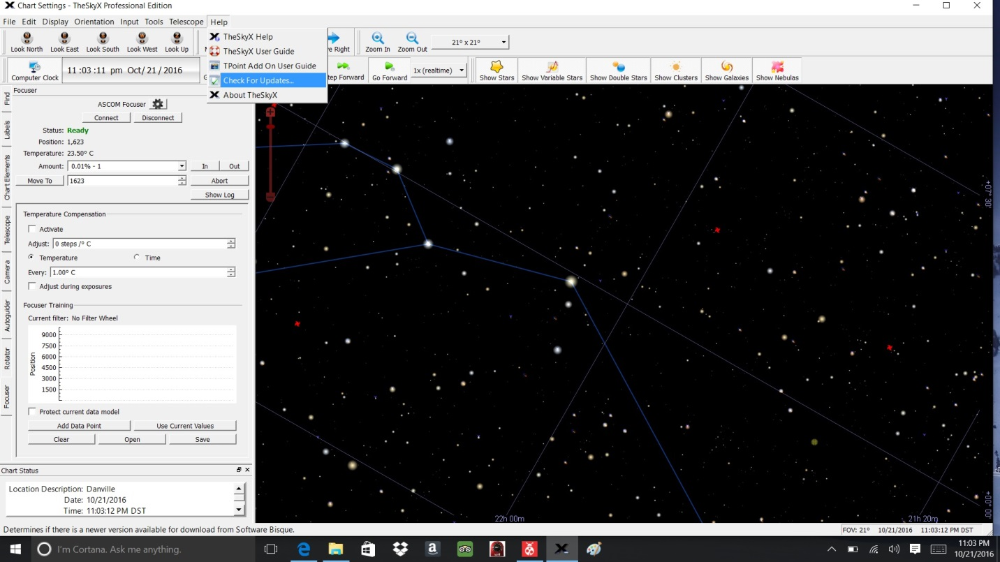 Chart Settings - TheSkyX Professional Edition
File Edit Display Orientation Input Tools Telescope Help
Look North Look East Look South Look West Look Up
Right Zoom In Zoom Out 21° x 21°
TheSkyX Help
TheSkyX User Guide
TPoint Add On User Guide
Check For Updates...
About TheSkyX
Computer Clock 11 :03 :11 pm Oct/ 21 / 2016
Forward Go Forward 1x (realtime) Show Stars Show Variable Stars Show Double Stars Show Clusters Show Galaxies Show Nebulas
Find
Labels
Chart Elements
Telescope
Camera
Autoguider
Rotator
Focuser
Focuser
ASCOM Focuser
Connect Disconnect
Status: Ready
Position: 1,623
Temperature: 23.50° C
Amount: 0.01% - 1 In Out
Move To 1623 Abort
Show Log
Temperature Compensation
Activate
Adjust: 0 steps /° C
Temperature Time
Every: 1.00° C
Adjust during exposures
Focuser Training
Current filter: No Filter Wheel
Position
9000
7500
6000
4500
3000
1500
Protect current data model
Add Data Point Use Current Values
Clear Open Save
Chart Status
Location Description: Danville
Date: 10/21/2016
Time: 11:03:12 PM DST
+07° 30'
+00° 00'
22h 00m
21h 20m
Determines if there is a newer version available for download from Software Bisque.
FOV: 21° 10/21/2016 11:03:12 PM DST
I'm Cortana. Ask me anything.
11:03 PM
10/21/2016